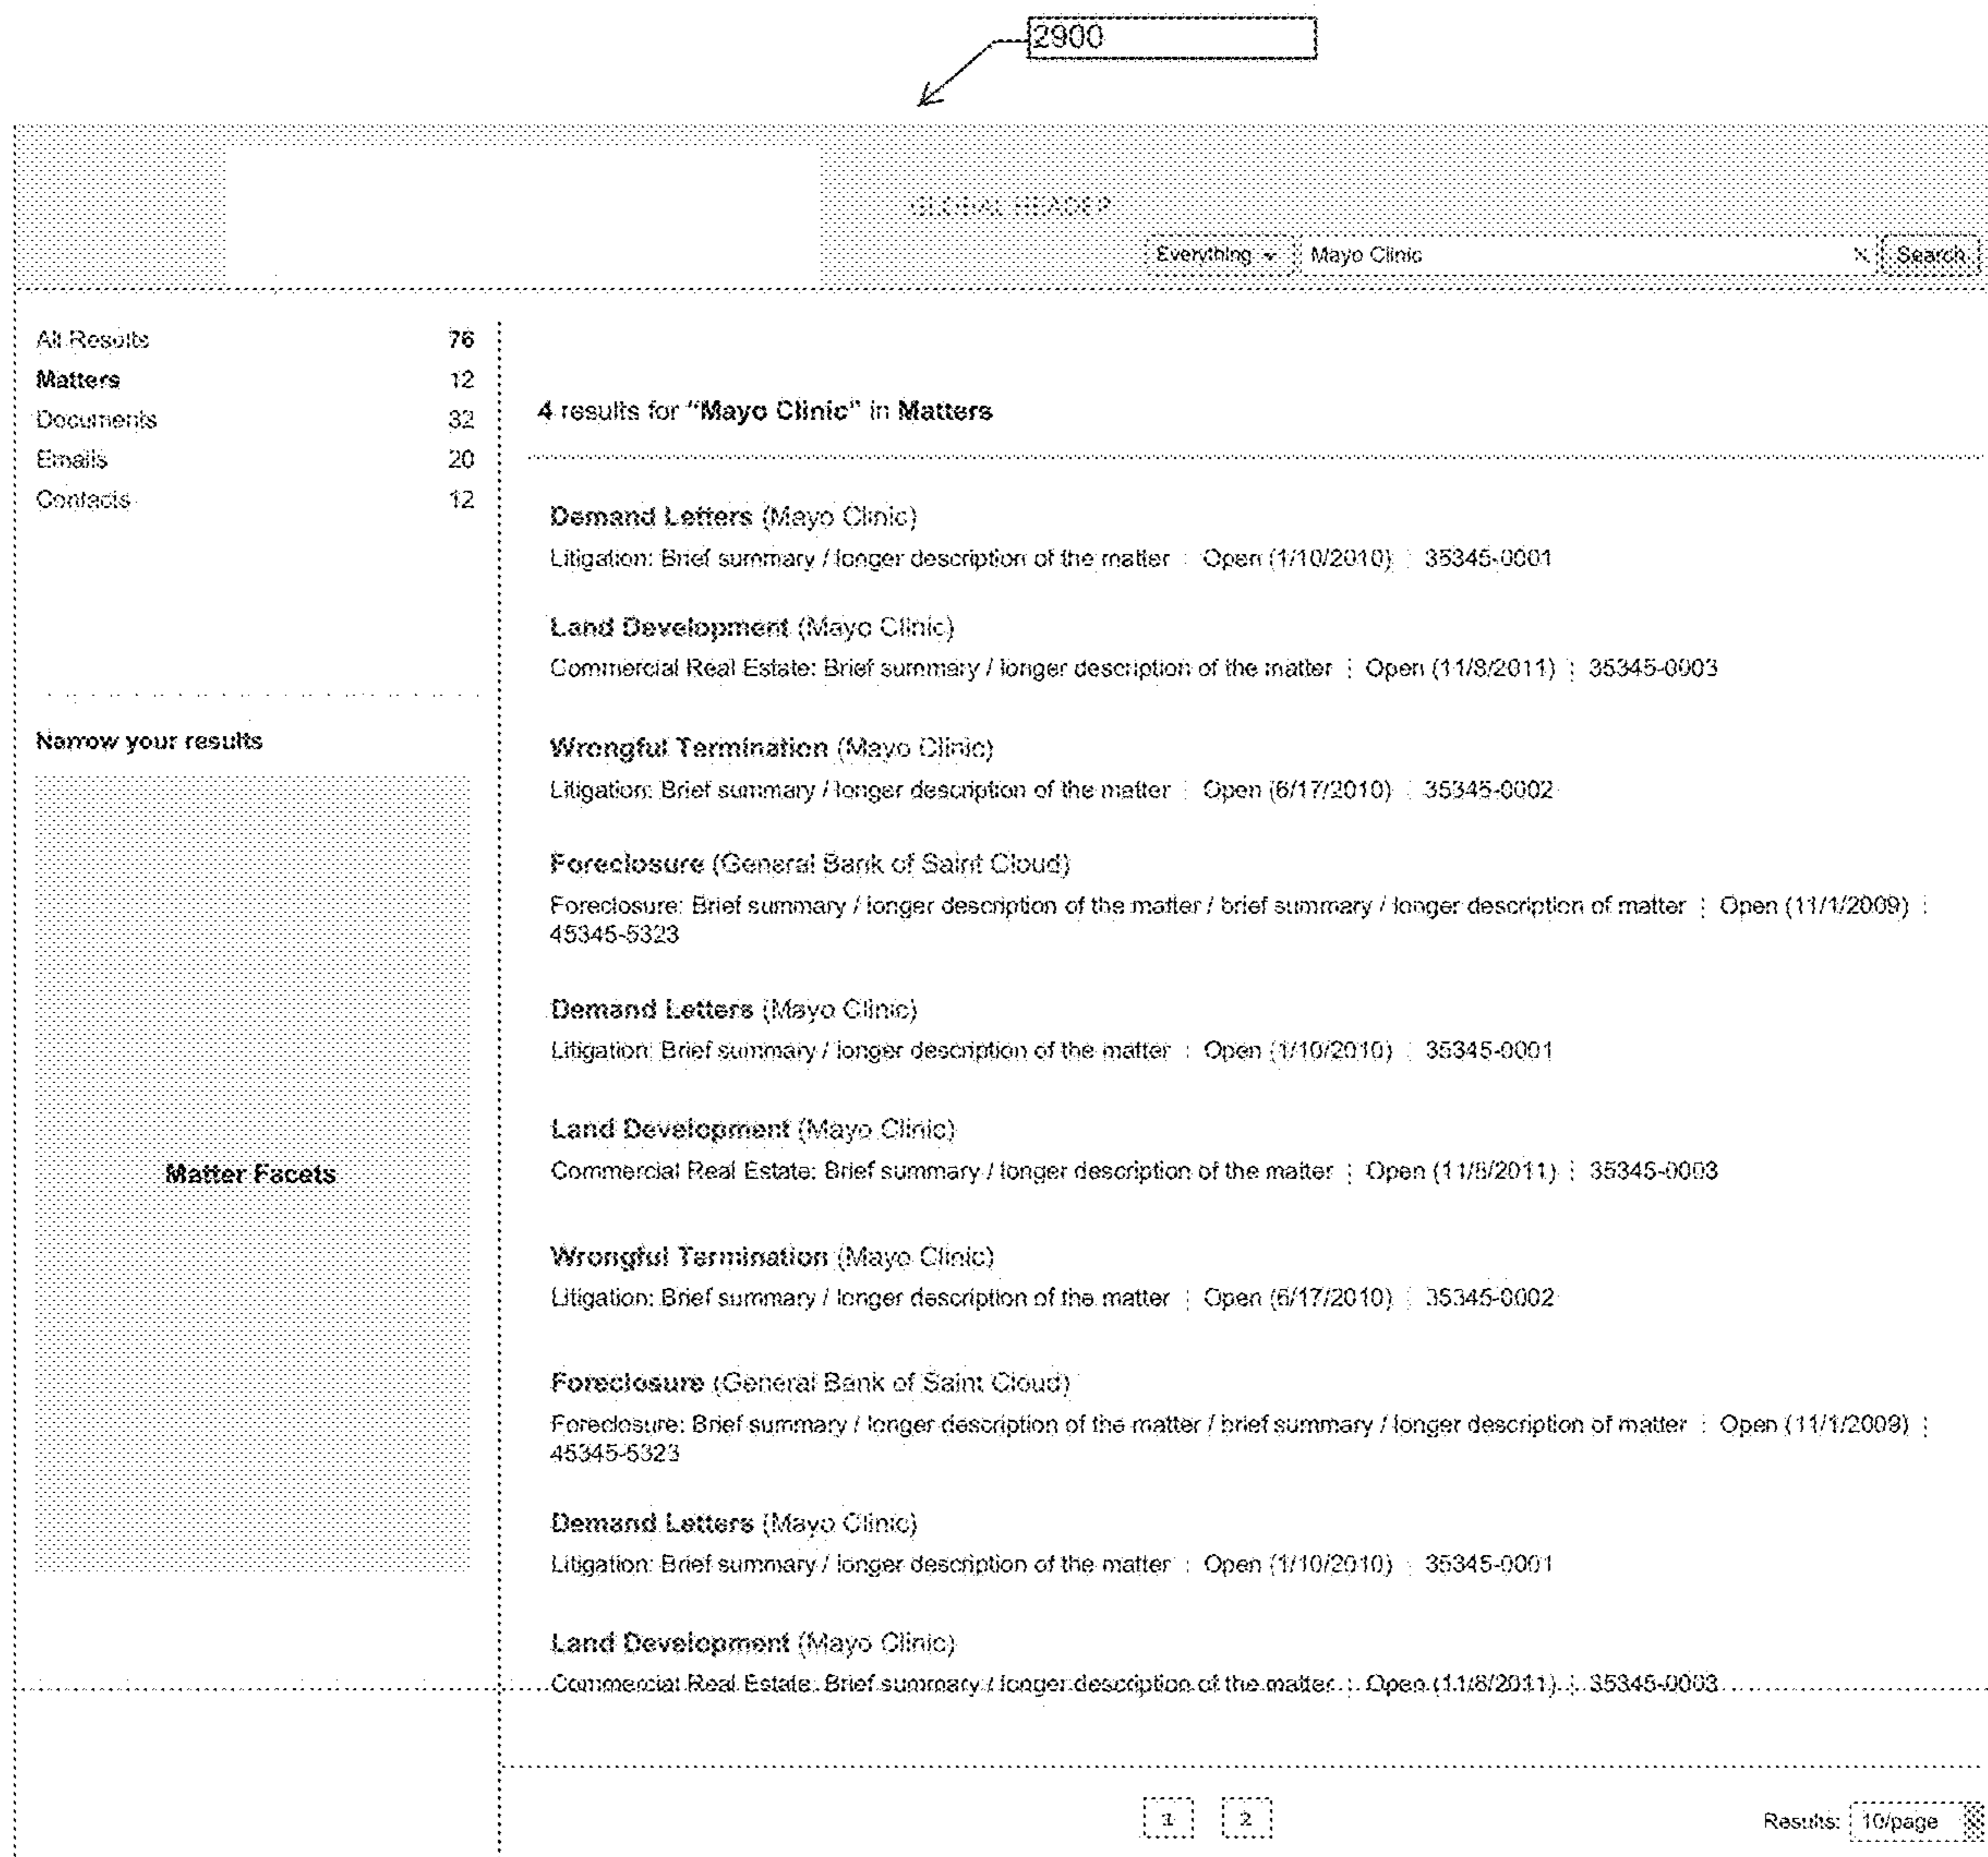 2900
GLOBAL HEADER
Everything Mayo Clinic X Search
All Results 76
Matters 12
Documents 32
Emails 20
Contacts 12
4 results for "Mayo Clinic" in Matters
Demand Letters (Mayo Clinic)
Litigation: Brief summary / longer description of the matter Open (1/10/2010) 35345-0001
Land Development (Mayo Clinic)
Commercial Real Estate: Brief summary / longer description of the matter Open (11/8/2011) 35345-0003
Narrow your results
Wrongful Termination (Mayo Clinic)
Litigation: Brief summary / longer description of the matter Open (6/17/2010) 35345-0002
Foreclosure (General Bank of Saint Cloud)
Foreclosure: Brief summary / longer description of the matter / brief summary / longer description of matter Open (11/1/2009)
45345-5323
Demand Letters (Mayo Clinic)
Litigation: Brief summary / longer description of the matter Open (1/10/2010) 35345-0001
Land Development (Mayo Clinic)
Commercial Real Estate: Brief summary / longer description of the matter Open (11/8/2011) 35345-0003
Matter Facets
Wrongful Termination (Mayo Clinic)
Litigation: Brief summary / longer description of the matter Open (6/17/2010) 35345-0002
Foreclosure (General Bank of Saint Cloud)
Foreclosure: Brief summary / longer description of the matter / brief summary / longer description of matter Open (11/1/2009)
45345-5323
Demand Letters (Mayo Clinic)
Litigation: Brief summary / longer description of the matter Open (1/10/2010) 35345-0001
Land Development (Mayo Clinic)
Commercial Real Estate: Brief summary / longer description of the matter Open (11/8/2011) 35345-0003
1 2 Results: 10/page